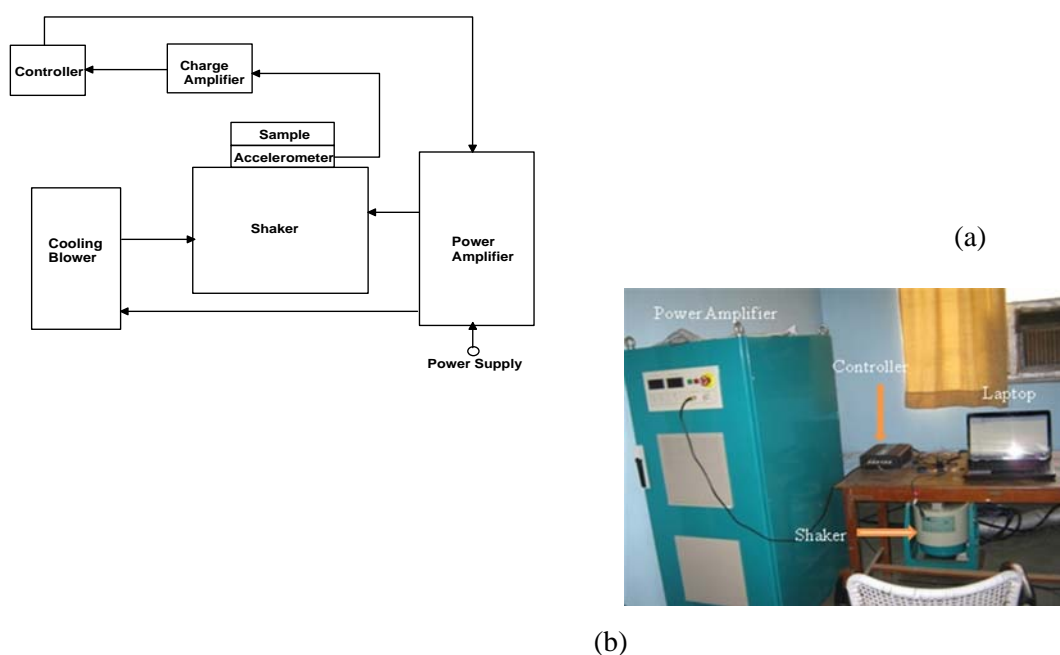 Controller
Charge
Amplifier
Sample
Accelerometer
Shaker
Cooling
Blower
Power
Amplifier
Power Supply
(a)
Power Amplifier
Controller
Laptop
Shaker
(b)